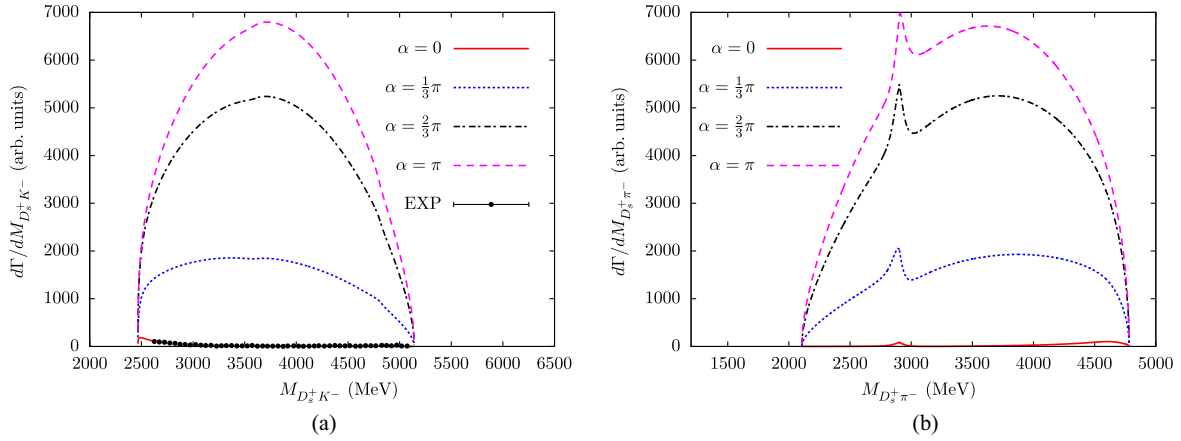 7000
6000
5000
4000
3000
2000
1000
0
dΓ/dM_{D_s^+ K^-} (arb. units)
α = 0
α = 1/3 π
α = 2/3 π
α = π
EXP
2000 2500 3000 3500 4000 4500 5000 5500 6000 6500
M_{D_s^+ K^-} (MeV)
(a)
7000
6000
5000
4000
3000
2000
1000
0
dΓ/dM_{D_s^+ π^-} (arb. units)
α = 0
α = 1/3 π
α = 2/3 π
α = π
1500 2000 2500 3000 3500 4000 4500 5000
M_{D_s^+ π^-} (MeV)
(b)